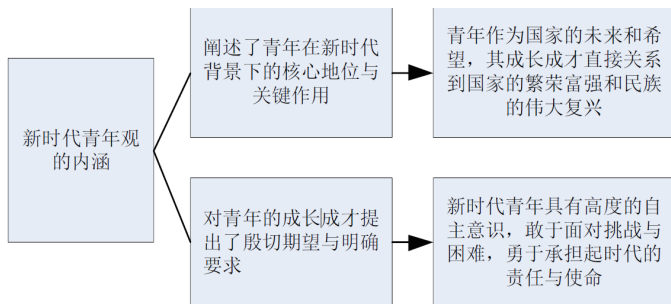 新时代青年观
的内涵
阐述了青年在新时代
背景下的核心地位与
关键作用
青年作为国家的未来和希
望，其成长成才直接关系
到国家的繁荣富强和民族
的伟大复兴
对青年的成长成才提
出了殷切期望与明确
要求
新时代青年具有高度的自
主意识，敢于面对挑战与
困难，勇于承担起时代的
责任与使命